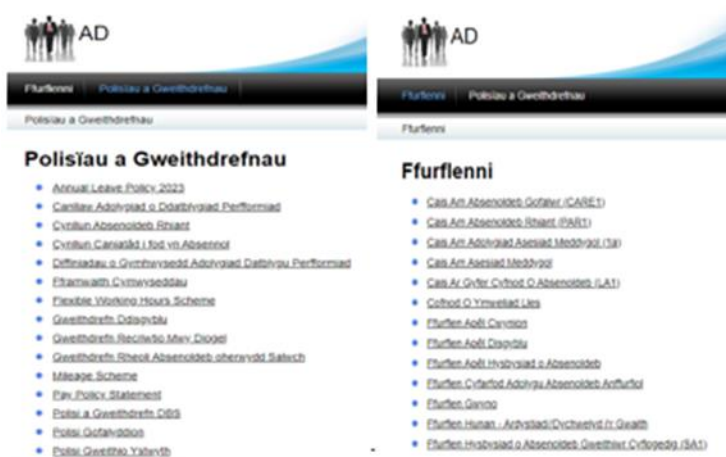 AD
Ffurflenni Polisïau a Gweithdrefnau
Polisïau a Gweithdrefnau
Polisïau a Gweithdrefnau
Annual Leave Policy 2023
Canllaw Adolygiad o Ddatblygiad Perfformiad
Cynllun Absenoldeb Rhiant
Cynllun Caniatâd i fod yn Absennol
Diffiniadau o Gymhwysedd Adolygiad Datblygu Perfformiad
Fframwaith Cymwyseddau
Flexible Working Hours Scheme
Gweithdrefn Ddisgyblu
Gweithdrefn Recriwtio Mwy Diogel
Gweithdrefn Rheoli Absenoldeb oherwydd Salwch
Mileage Scheme
Pay Policy Statement
Polisi a Gweithdrefn DBS
Polisi Gofalyddion
Polisi Gweithio Ystwyth
AD
Ffurflenni Polisïau a Gweithdrefnau
Ffurflenni
Ffurflenni
Cais Am Absenoldeb Gofalwr (CARE1)
Cais Am Absenoldeb Rhiant (PAR1)
Cais Am Adolygiad Asesiad Meddygol (1a)
Cais Am Asesiad Meddygol
Cais Ar Gyfer Cyfnod O Absenoldeb (LA1)
Cofnod O Ymweliad Lles
Ffurflen Apêl Cwynion
Ffurflen Apêl Disgyblu
Ffurflen Apêl Hysbysiad o Absenoldeb
Ffurflen Cyfarfod Adolygu Absenoldeb Anffurfiol
Ffurflen Gwyno
Ffurflen Hunan - Ardystiad/Dychwelyd i'r Gwaith
Ffurflen Hysbysiad o Absenoldeb Gweithiwr Cyflogedig (SA1)